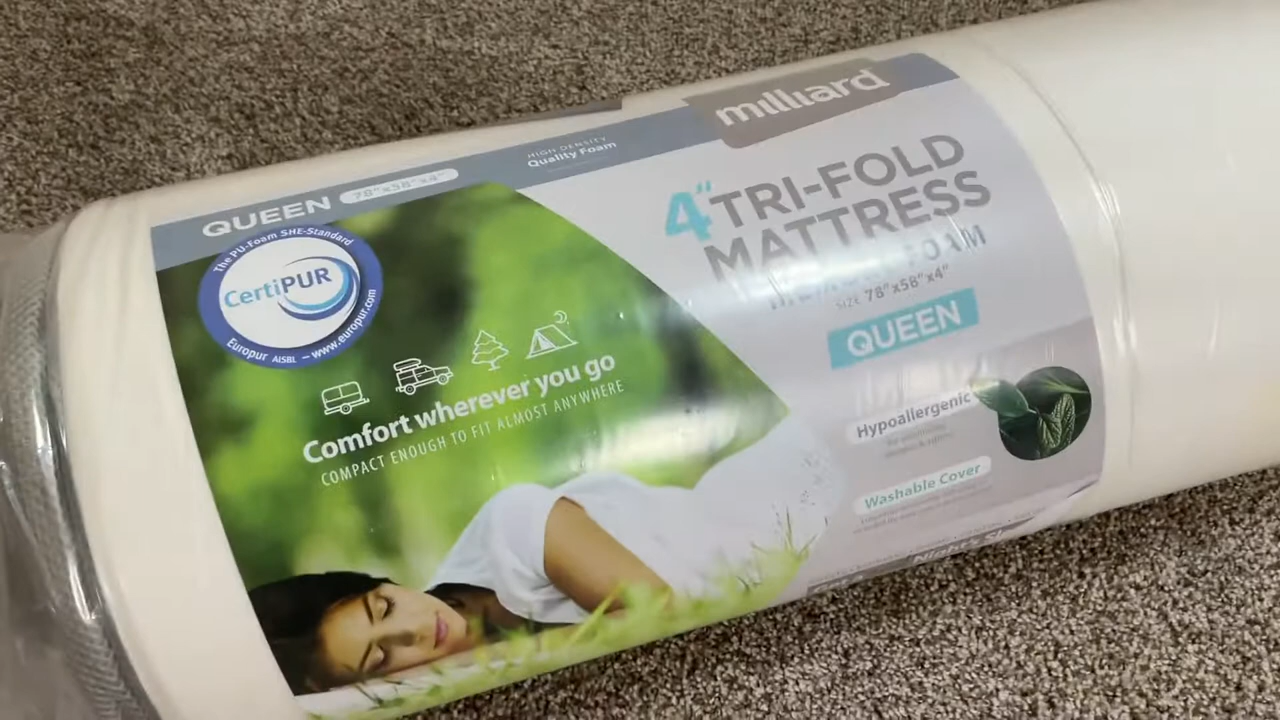 milliard
HIGH DENSITY
Quality Foam
QUEEN 78"x58"x4"
4" TRI-FOLD
MATTRESS
FOAM
SIZE 78"x58"x4"
QUEEN
The PU-Foam SHE-Standard
CertiPUR
Europur AISBL – www.europur.com
Comfort wherever you go
COMPACT ENOUGH TO FIT ALMOST ANYWHERE
Hypoallergenic
Washable Cover